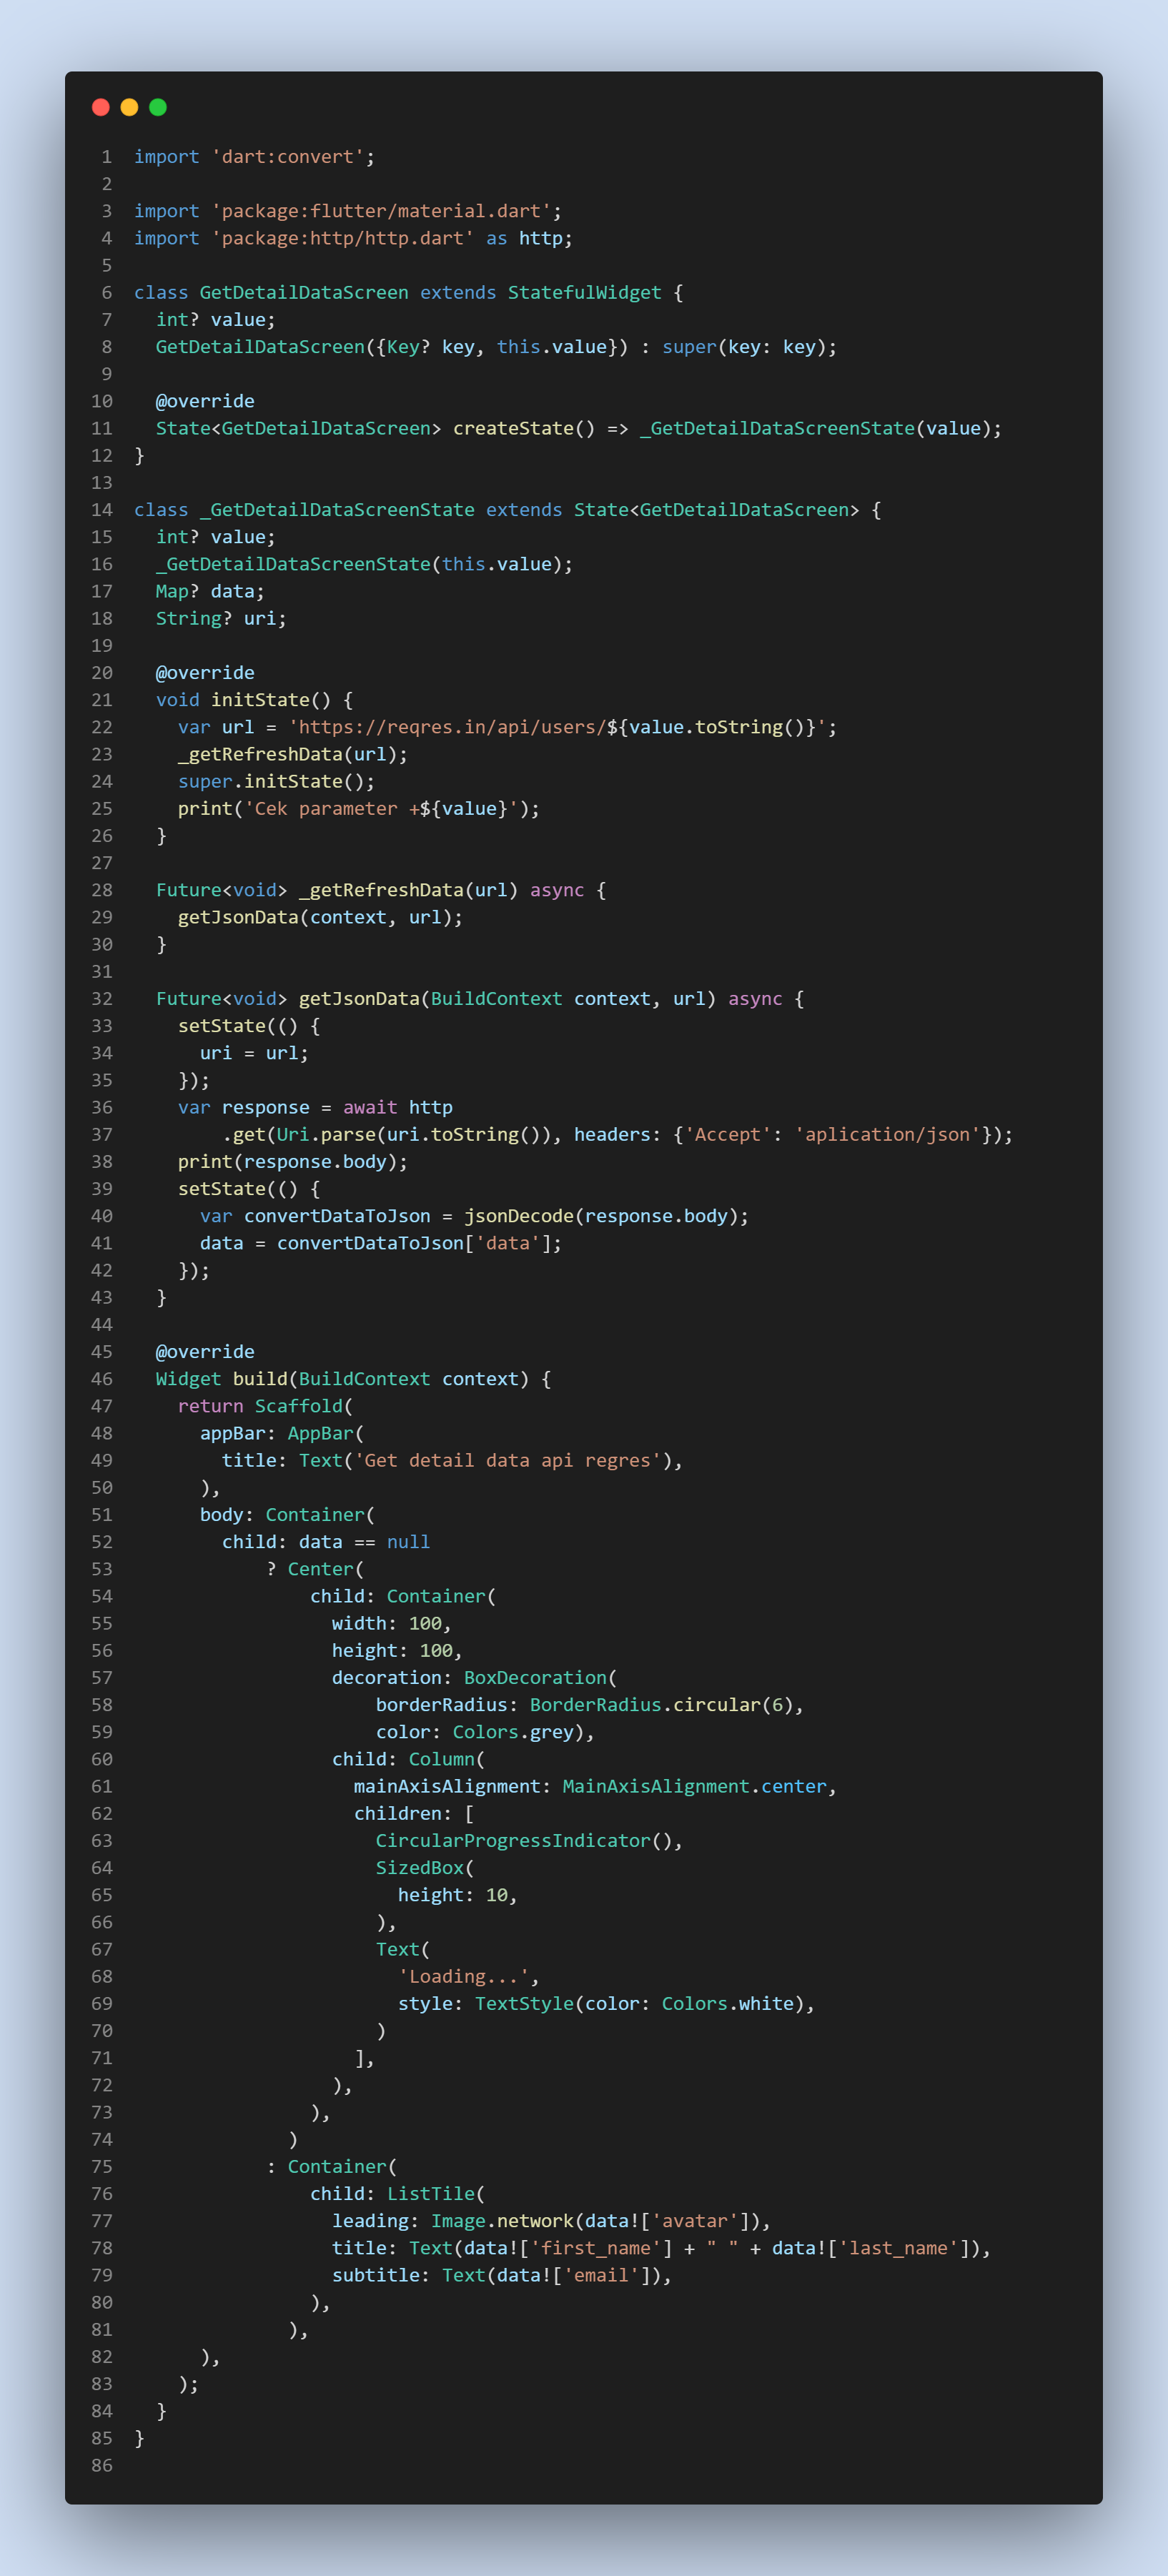 1 import 'dart:convert';
2
3 import 'package:flutter/material.dart';
4 import 'package:http/http.dart' as http;
5
6 class GetDetailDataScreen extends StatefulWidget {
7   int? value;
8   GetDetailDataScreen({Key? key, this.value}) : super(key: key);
9
10   @override
11   State<GetDetailDataScreen> createState() => _GetDetailDataScreenState(value);
12 }
13
14 class _GetDetailDataScreenState extends State<GetDetailDataScreen> {
15   int? value;
16   _GetDetailDataScreenState(this.value);
17   Map? data;
18   String? uri;
19
20   @override
21   void initState() {
22     var url = 'https://reqres.in/api/users/${value.toString()}';
23     _getRefreshData(url);
24     super.initState();
25     print('Cek parameter +${value}');
26   }
27
28   Future<void> _getRefreshData(url) async {
29     getJsonData(context, url);
30   }
31
32   Future<void> getJsonData(BuildContext context, url) async {
33     setState(() {
34       uri = url;
35     });
36     var response = await http
37         .get(Uri.parse(uri.toString()), headers: {'Accept': 'aplication/json'});
38     print(response.body);
39     setState(() {
40       var convertDataToJson = jsonDecode(response.body);
41       data = convertDataToJson['data'];
42     });
43   }
44
45   @override
46   Widget build(BuildContext context) {
47     return Scaffold(
48       appBar: AppBar(
49         title: Text('Get detail data api regres'),
50       ),
51       body: Container(
52         child: data == null
53             ? Center(
54                 child: Container(
55                   width: 100,
56                   height: 100,
57                   decoration: BoxDecoration(
58                       borderRadius: BorderRadius.circular(6),
59                       color: Colors.grey),
60                   child: Column(
61                     mainAxisAlignment: MainAxisAlignment.center,
62                     children: [
63                       CircularProgressIndicator(),
64                       SizedBox(
65                         height: 10,
66                       ),
67                       Text(
68                         'Loading...',
69                         style: TextStyle(color: Colors.white),
70                       )
71                     ],
72                   ),
73                 ),
74               )
75             : Container(
76                 child: ListTile(
77                   leading: Image.network(data!['avatar']),
78                   title: Text(data!['first_name'] + " " + data!['last_name']),
79                   subtitle: Text(data!['email']),
80                 ),
81               ),
82       ),
83     );
84   }
85 }
86